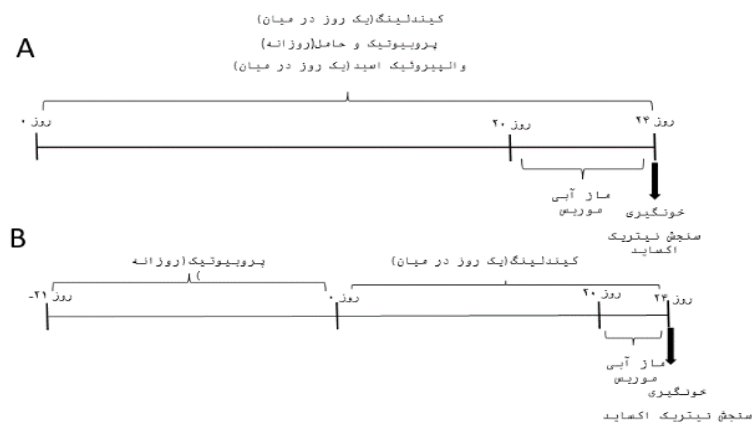 کیندلینگ(یک روز در میان)
A
پروبیوتیک و حامل(روزانه)
والپیروئیک اسید(یک روز در میان)
روز ۰
روز ۲۰
روز ۲۴
ماز آبی
موریس
خونگیری
سنجش نیتریک
اکساید
B
پروبیوتیک(روزانه
)
کیندلینگ(یک روز در میان)
روز ۲۱-
روز ۰
روز ۲۰
روز ۲۴
ماز آبی
موریس
خونگیری
سنجش نیتریک اکساید